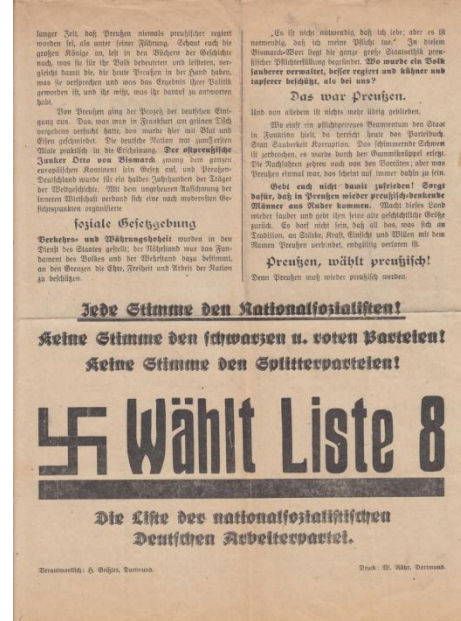 langer Zeit, daß Preußen niemals preußischer regiert
worden sei, als unter seiner Führung. Schaut euch die
großen Könige an, lest in den Büchern der Geschichte
nach, was sie für ihr Volk bedeuteten und leisteten, ver-
gleicht damit die, die heute Preußen in der Hand haben,
was sie versprachen und was das Ergebnis ihrer Politik
geworden ist, und ihr wißt, was ihr darauf zu antworten
habt.
Von Preußen ging der Prozeß der deutschen Eini-
gung aus. Das, was man in Frankfurt am grünen Tisch
vergebens versucht hatte, das wurde hier mit Blut und
Eisen geschmiedet. Die deutsche Nation trat zum ersten
Male praktisch in die Erscheinung. Der ostpreußische
Junker Otto von Bismarck zwang dem ganzen
europäischen Kontinent sein Gesetz auf, und Preußen-
Deutschland wurde für ein halbes Jahrhundert der Träger
der Weltgeschichte. Mit dem ungeheuren Aufschwung der
inneren Wirtschaft verband sich eine nach modernsten Ge-
sichtspunkten organisierte
soziale Gesetzgebung
Verkehrs- und Währungshoheit wurden in den
Dienst des Staates gestellt; der Nährstand war das Fun-
dament des Volkes und der Wehrstand dazu bestimmt,
an den Grenzen die Ehre, Freiheit und Arbeit der Nation
zu beschützen.
„Es ist nicht notwendig, daß ich lebe; aber es ist
notwendig, daß ich meine Pflicht tue." In diesem
Bismarck-Wort liegt die ganze große Staatsethik preu-
ßischer Pflichterfüllung begründet. Wo wurde ein Volk
sauberer verwaltet, besser regiert und kühner und
tapferer beschützt, als bei uns?
Das war Preußen.
Und von alledem ist nichts mehr übrig geblieben.
Wo einst ein pflichtgetreues Beamtentum den Staat
in Funktion hielt, da herrscht heute das Parteibuch.
Statt Sauberkeit Korruption. Das schimmernde Schwert
ist zerbrochen, es wurde durch den Gummiknüppel ersetzt.
Die Nachfahren zehren noch von den Vorvätern; aber was
Preußen einmal war, das scheint auf immer dahin zu sein.
Gebt euch nicht damit zufrieden! Sorgt
dafür, daß in Preußen wieder preußisch-denkende
Männer ans Ruder kommen. Macht dieses Land
wieder sauber und gebt ihm seine alte geschichtliche Größe
zurück. Es darf nicht sein, daß all das, was sich an
Tradition, an Stärke, Kraft, Einsicht und Willen mit dem
Namen Preußen verbindet, endgültig verloren ist.
Preußen, wählt preußisch!
Denn Preußen muß wieder preußisch werden.
Jede Stimme den Nationalsozialisten!
Keine Stimme den schwarzen u. roten Parteien!
Keine Stimme den Splitterparteien!
Wählt Liste 8
Die Liste der nationalsozialistischen
Deutschen Arbeiterpartei.
Verantwortlich: H. Dortmund.
Druck: W. Dortmund.